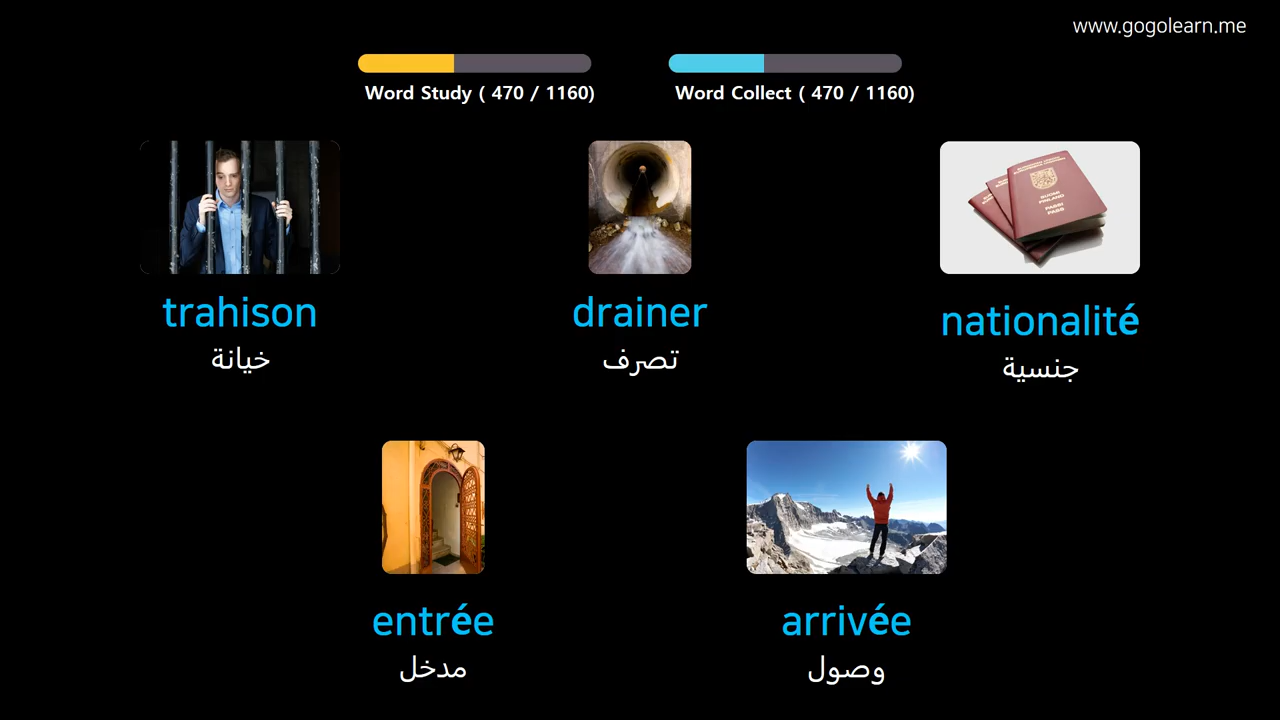 www.gogolearn.me
Word Study ( 470 / 1160)
Word Collect ( 470 / 1160)
trahison
خيانة
drainer
تصرف
nationalité
جنسية
entrée
مدخل
arrivée
وصول